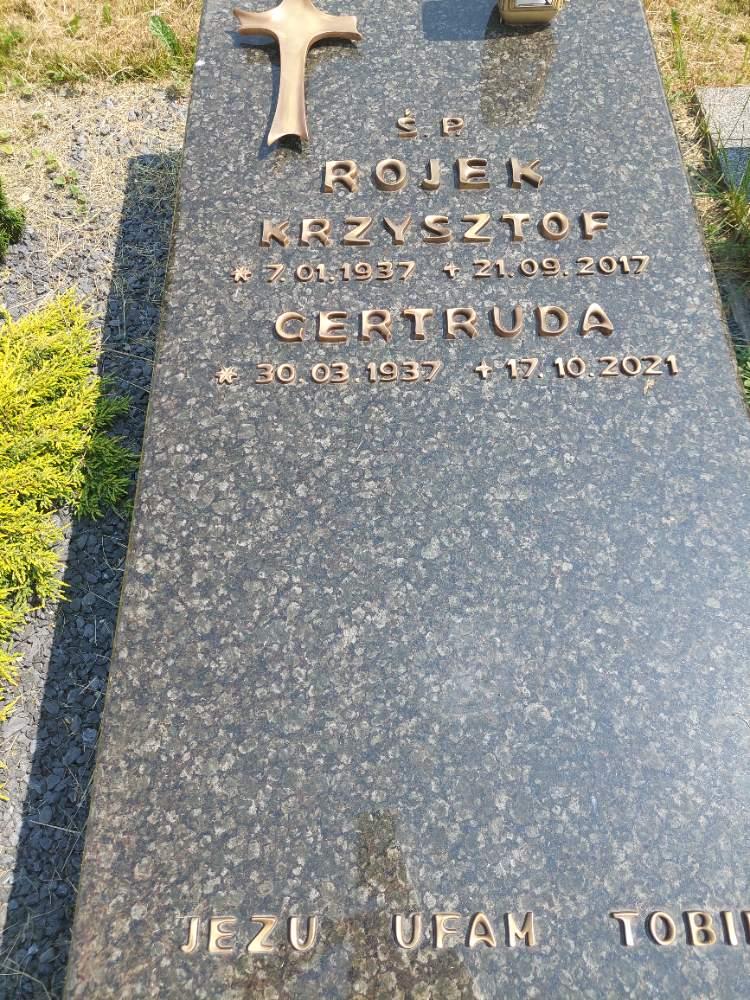 Ś.P
ROJEK
KRZYSZTOF
* 7.01.1937 + 21.09.2017
GERTRUDA
* 30.03.1937 + 17.10.2021
JEZU UFAM